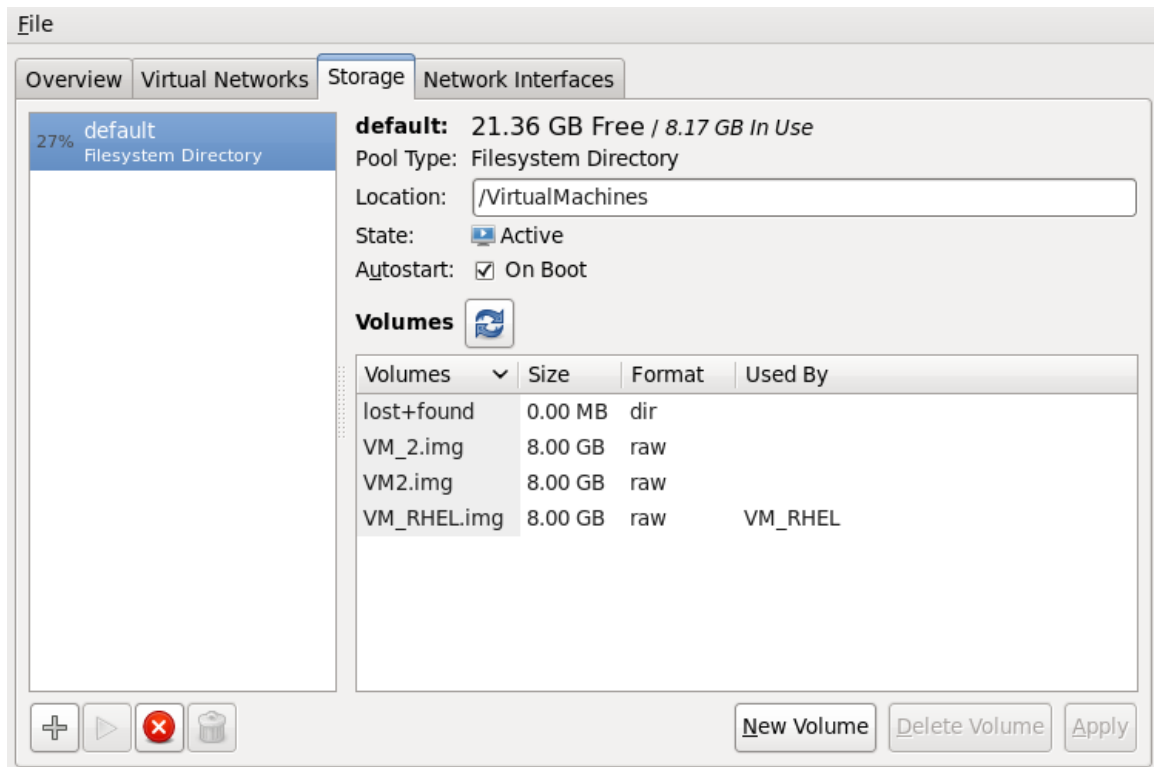 File
Overview Virtual Networks Storage Network Interfaces
27% default
Filesystem Directory
default: 21.36 GB Free / 8.17 GB In Use
Pool Type: Filesystem Directory
Location: /VirtualMachines
State: Active
Autostart: On Boot
Volumes
Volumes Size Format Used By
lost+found 0.00 MB dir
VM_2.img 8.00 GB raw
VM2.img 8.00 GB raw
VM_RHEL.img 8.00 GB raw VM_RHEL
New Volume Delete Volume Apply